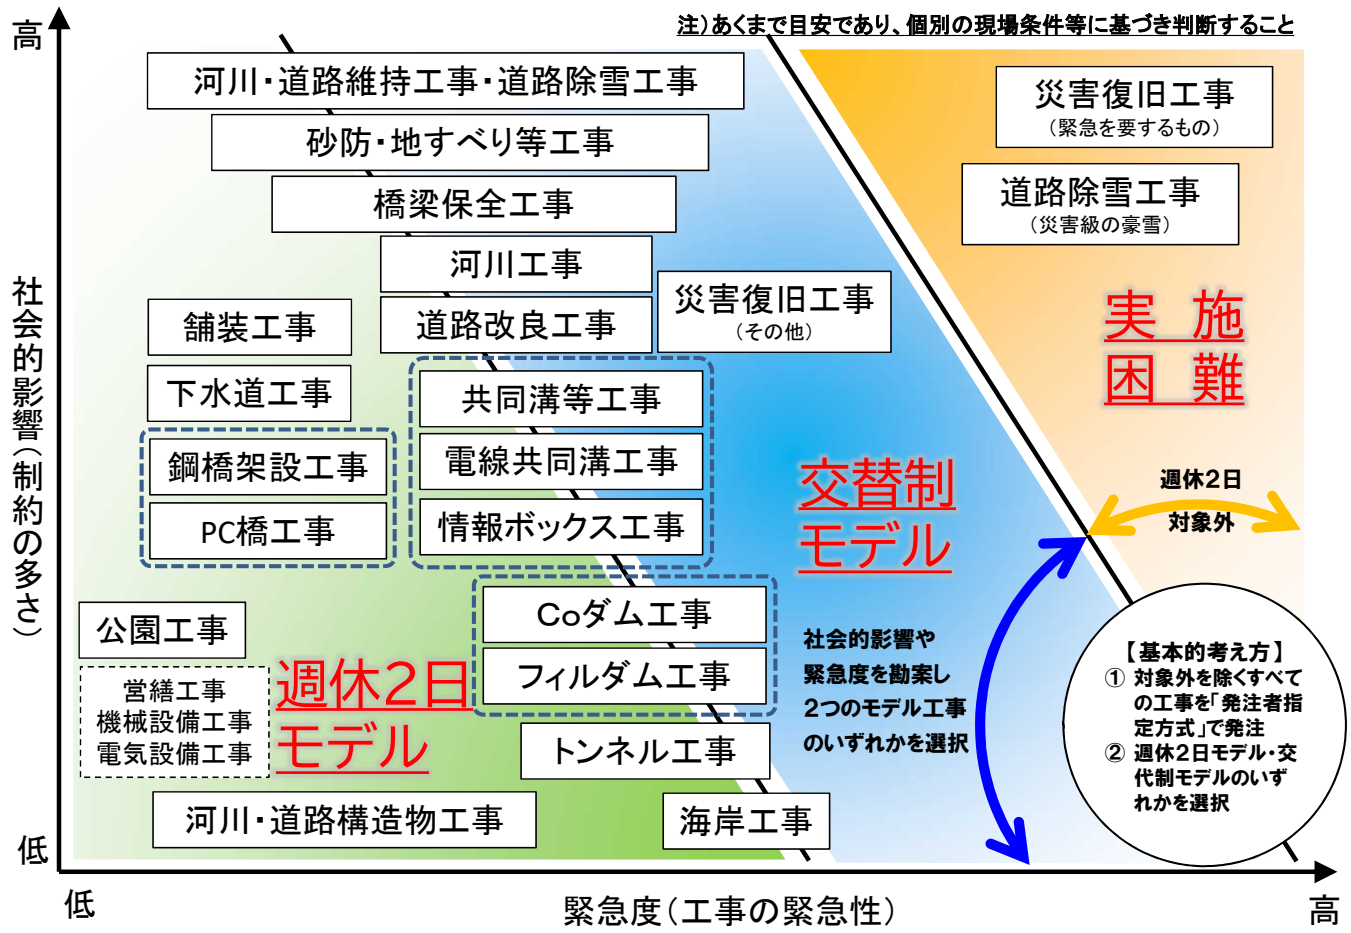 注）あくまで目安であり、個別の現場条件等に基づき判断すること
高
社会的影響（制約の多さ）
低
河川・道路維持工事・道路除雪工事
砂防・地すべり等工事
橋梁保全工事
河川工事
道路改良工事
災害復旧工事
（その他）
舗装工事
下水道工事
鋼橋架設工事
PC橋工事
共同溝等工事
電線共同溝工事
情報ボックス工事
Coダム工事
フィルダム工事
トンネル工事
海岸工事
公園工事
営繕工事
機械設備工事
電気設備工事
河川・道路構造物工事
週休2日
モデル
交替制
モデル
社会的影響や
緊急度を勘案し
2つのモデル工事
のいずれかを選択
災害復旧工事
（緊急を要するもの）
道路除雪工事
（災害級の豪雪）
実　施
困　難
週休2日
対象外
【基本的考え方】
① 対象外を除くすべて
の工事を「発注者指
定方式」で発注
② 週休2日モデル・交
代制モデルのいず
れかを選択
低
緊急度（工事の緊急性）
高